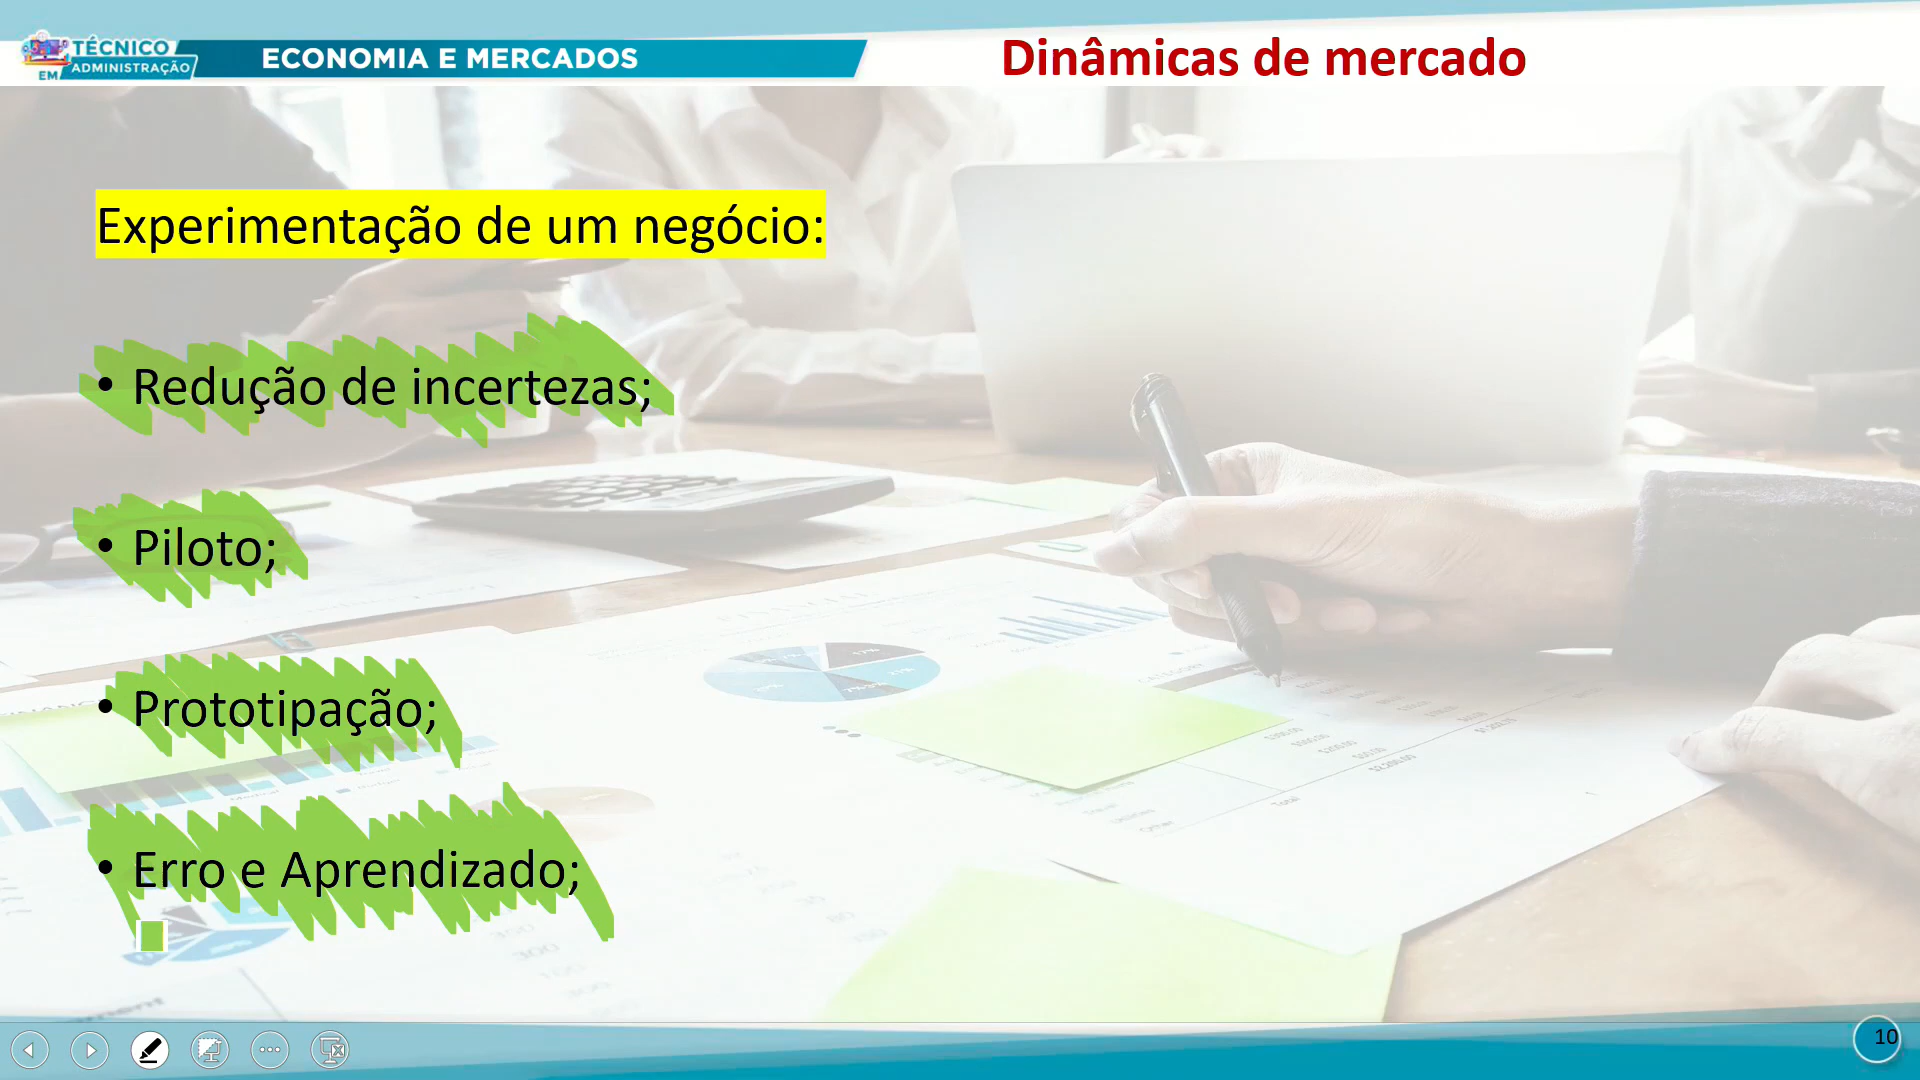 TÉCNICO
EM ADMINISTRAÇÃO
ECONOMIA E MERCADOS
Dinâmicas de mercado
Experimentação de um negócio:
• Redução de incertezas;
• Piloto;
• Prototipação;
• Erro e Aprendizado;
10